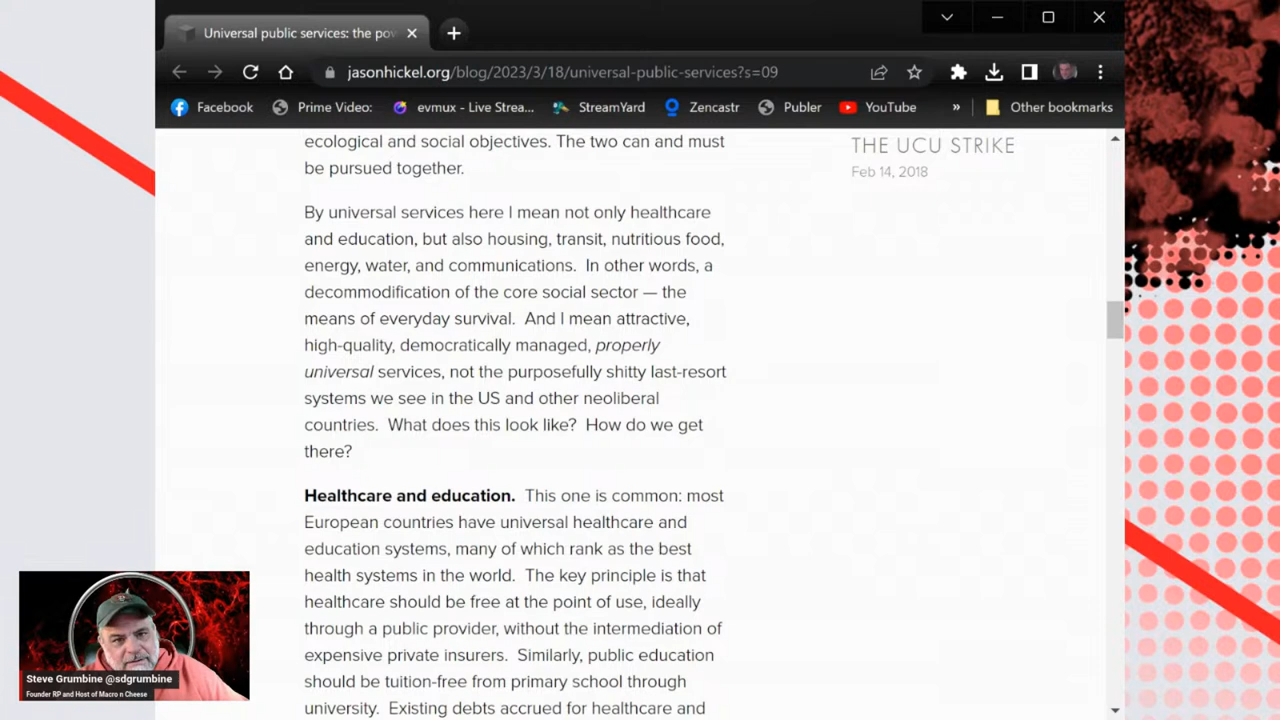 Universal public services: the pov
jasonhickel.org/blog/2023/3/18/universal-public-services?s=09
Facebook
Prime Video:
evmux - Live Strea...
StreamYard
Zencastr
Publer
YouTube
»
Other bookmarks
ecological and social objectives. The two can and must
be pursued together.
By universal services here I mean not only healthcare
and education, but also housing, transit, nutritious food,
energy, water, and communications. In other words, a
decommodification of the core social sector — the
means of everyday survival. And I mean attractive,
high-quality, democratically managed, properly
universal services, not the purposefully shitty last-resort
systems we see in the US and other neoliberal
countries. What does this look like? How do we get
there?
Healthcare and education. This one is common: most
European countries have universal healthcare and
education systems, many of which rank as the best
health systems in the world. The key principle is that
healthcare should be free at the point of use, ideally
through a public provider, without the intermediation of
expensive private insurers. Similarly, public education
should be tuition-free from primary school through
university. Existing debts accrued for healthcare and
THE UCU STRIKE
Feb 14, 2018
Steve Grumbine @sdgrumbine
Founder RP and Host of Macro n Cheese